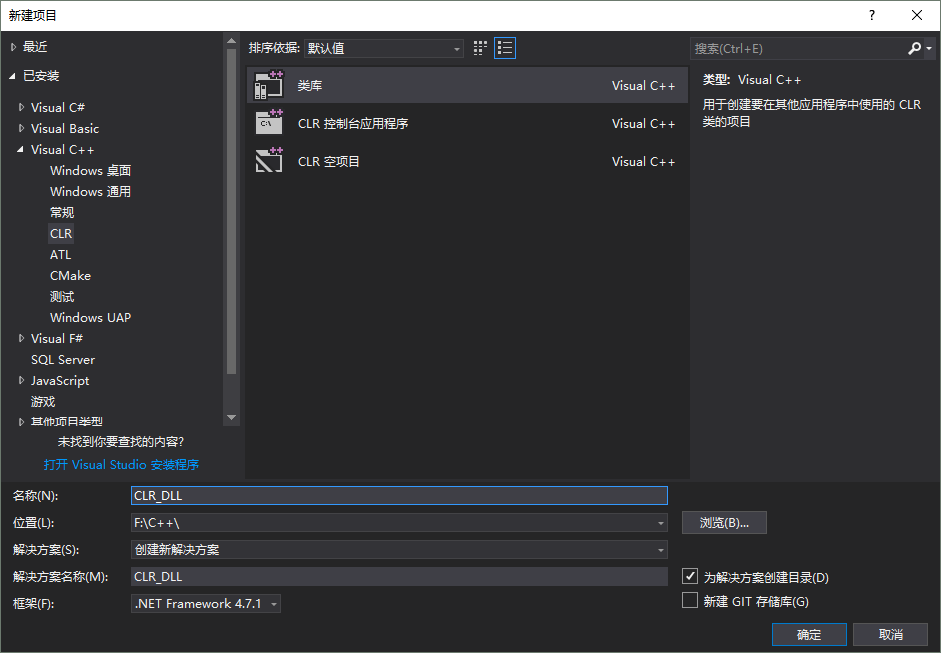 新建项目
?
最近
已安装
Visual C#
Visual Basic
Visual C++
Windows 桌面
Windows 通用
常规
CLR
ATL
CMake
测试
Windows UAP
Visual F#
SQL Server
JavaScript
游戏
其他项目类型
未找到你要查找的内容?
打开 Visual Studio 安装程序
排序依据: 默认值
类库 Visual C++
CLR 控制台应用程序 Visual C++
CLR 空项目 Visual C++
搜索(Ctrl+E)
类型: Visual C++
用于创建要在其他应用程序中使用的 CLR
类的项目
名称(N): CLR_DLL
位置(L): F:\C++\ 浏览(B)...
解决方案(S): 创建新解决方案
解决方案名称(M): CLR_DLL 为解决方案创建目录(D)
框架(F): .NET Framework 4.7.1 新建 GIT 存储库(G)
确定 取消